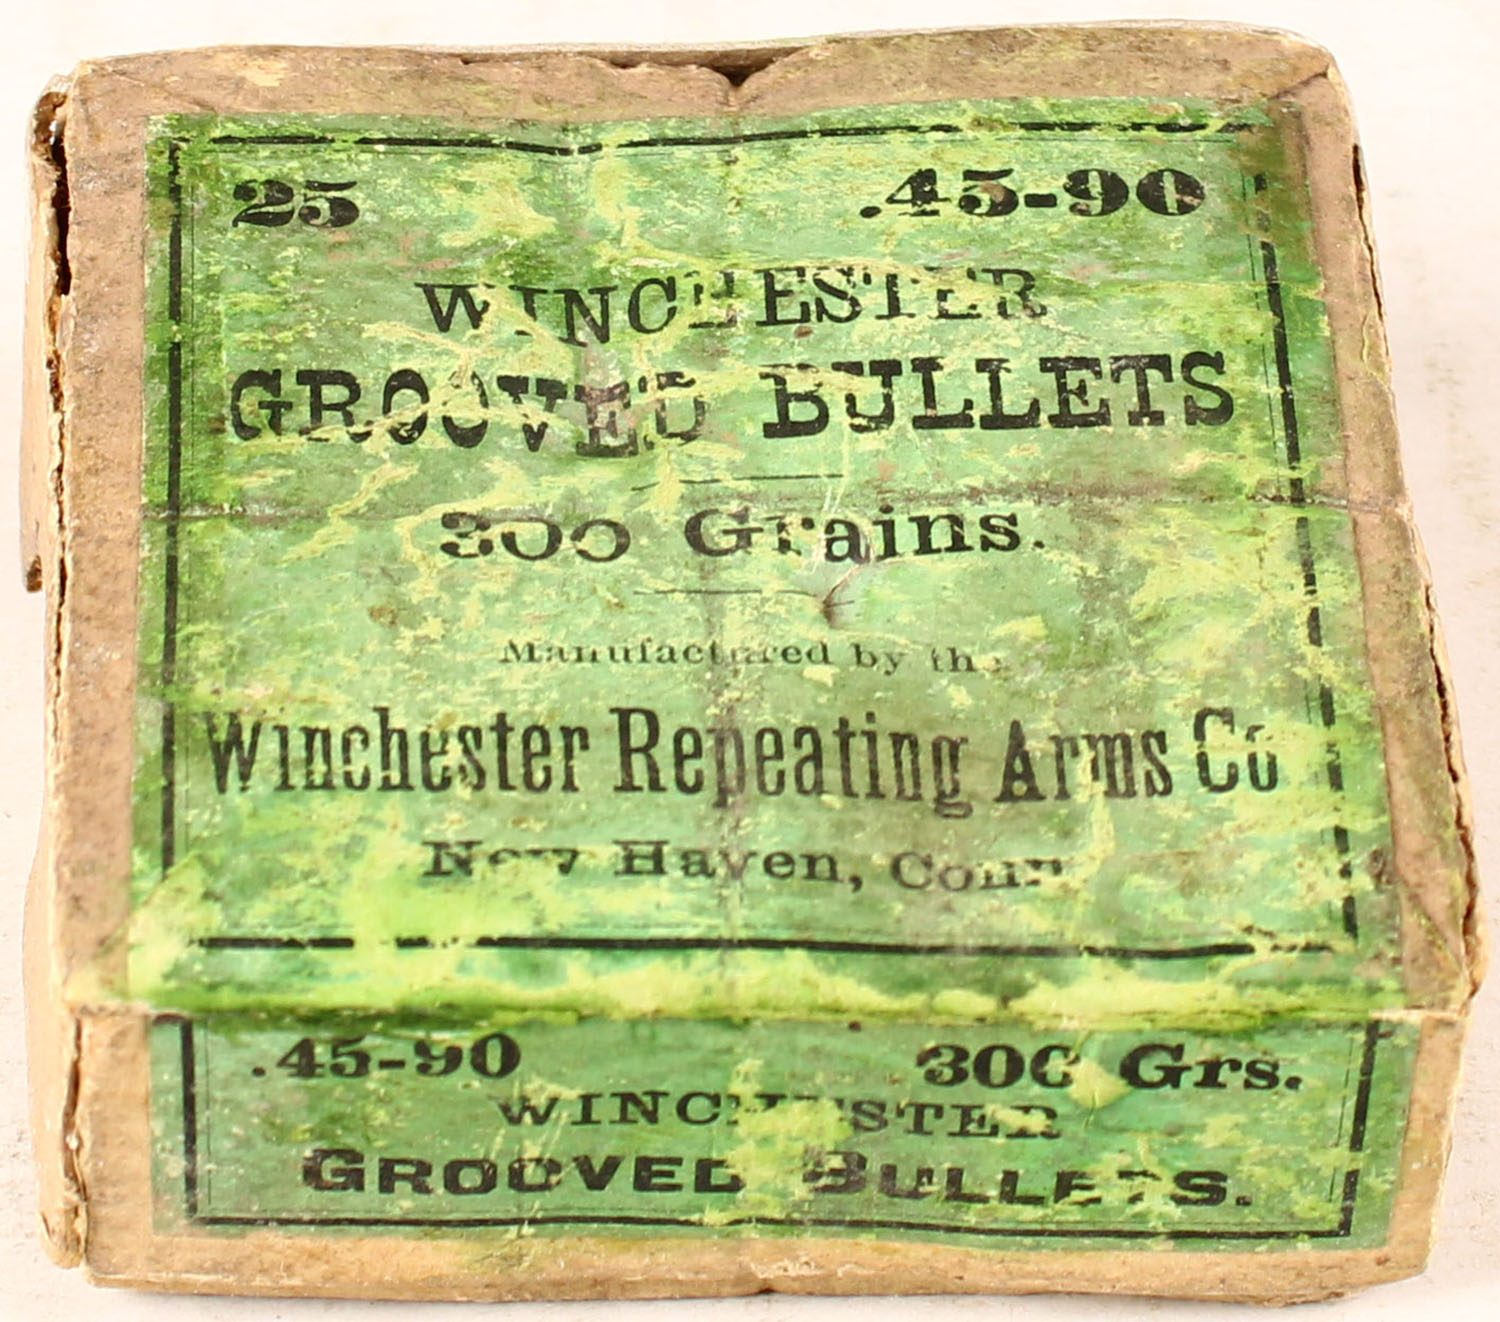 25 .45-90
WINCHESTER
GROOVED BULLETS
300 Grains.
Manufactured by the
Winchester Repeating Arms Co
New Haven, Conn
.45-90 300 Grs.
WINCHESTER
GROOVED BULLETS.